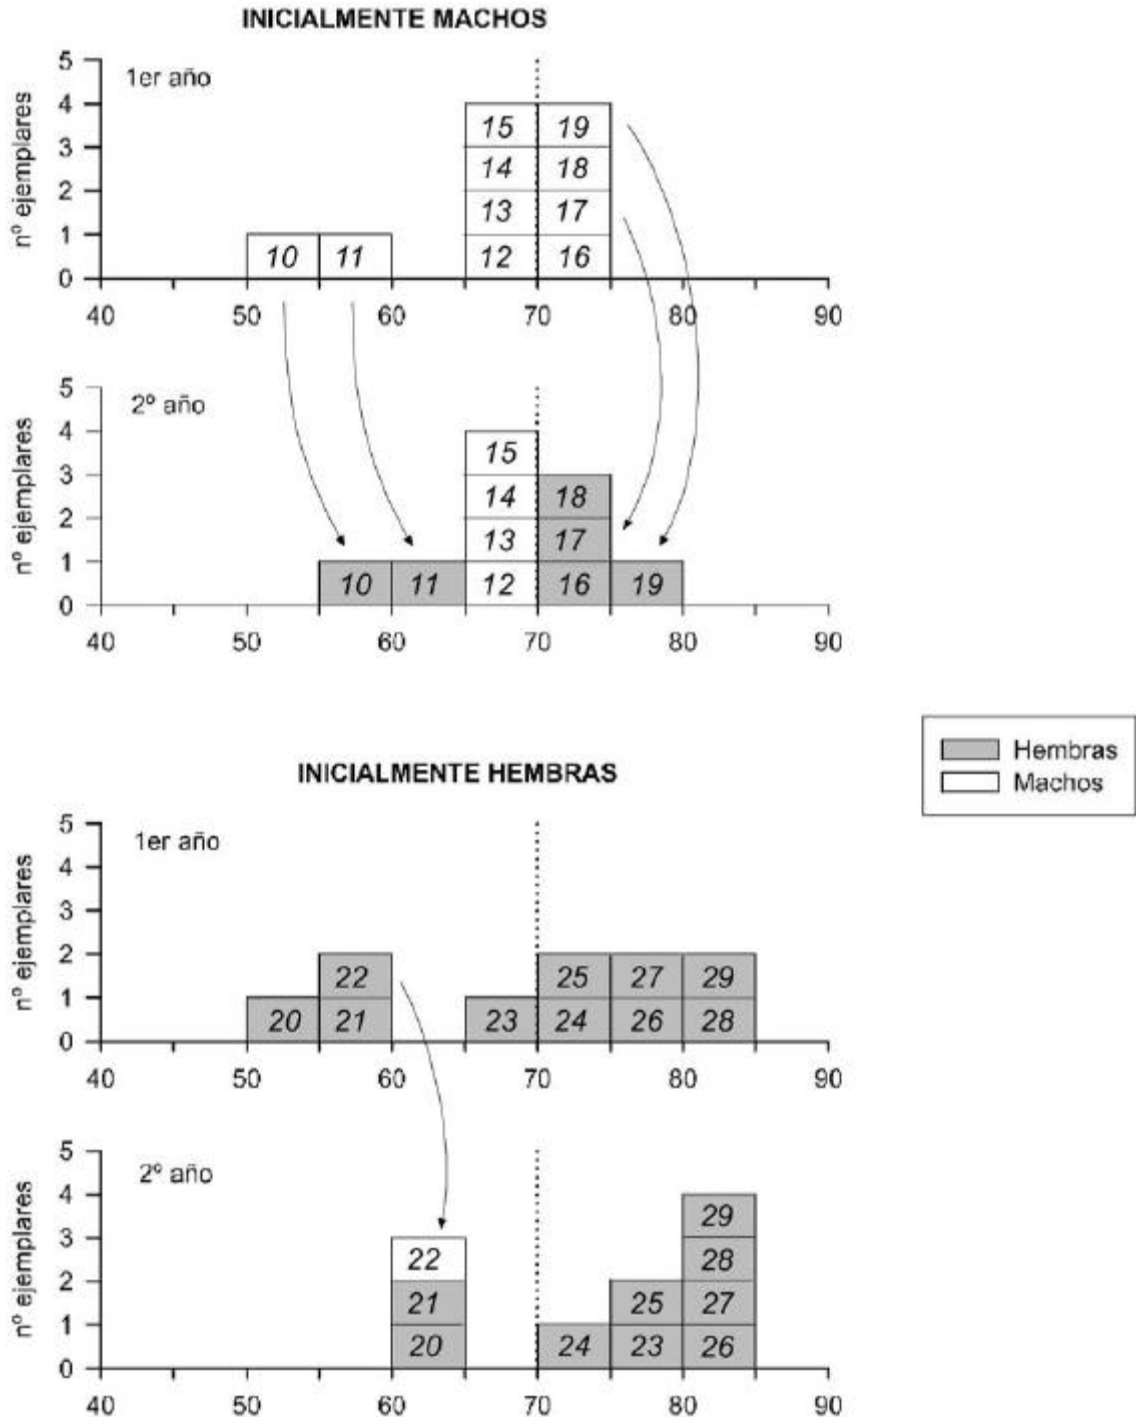 INICIALMENTE MACHOS
1er año
nº ejemplares
5
4
3
2
1
0
15 19
14 18
13 17
10 11 12 16
40 50 60 70 80 90
2º año
nº ejemplares
5
4
3
2
1
0
15
14 18
13 17
10 11 12 16 19
40 50 60 70 80 90
Hembras
Machos
INICIALMENTE HEMBRAS
1er año
nº ejemplares
5
4
3
2
1
0
22 25 27 29
20 21 23 24 26 28
40 50 60 70 80 90
2º año
nº ejemplares
5
4
3
2
1
0
29
22 28
21 25 27
20 24 23 26
40 50 60 70 80 90